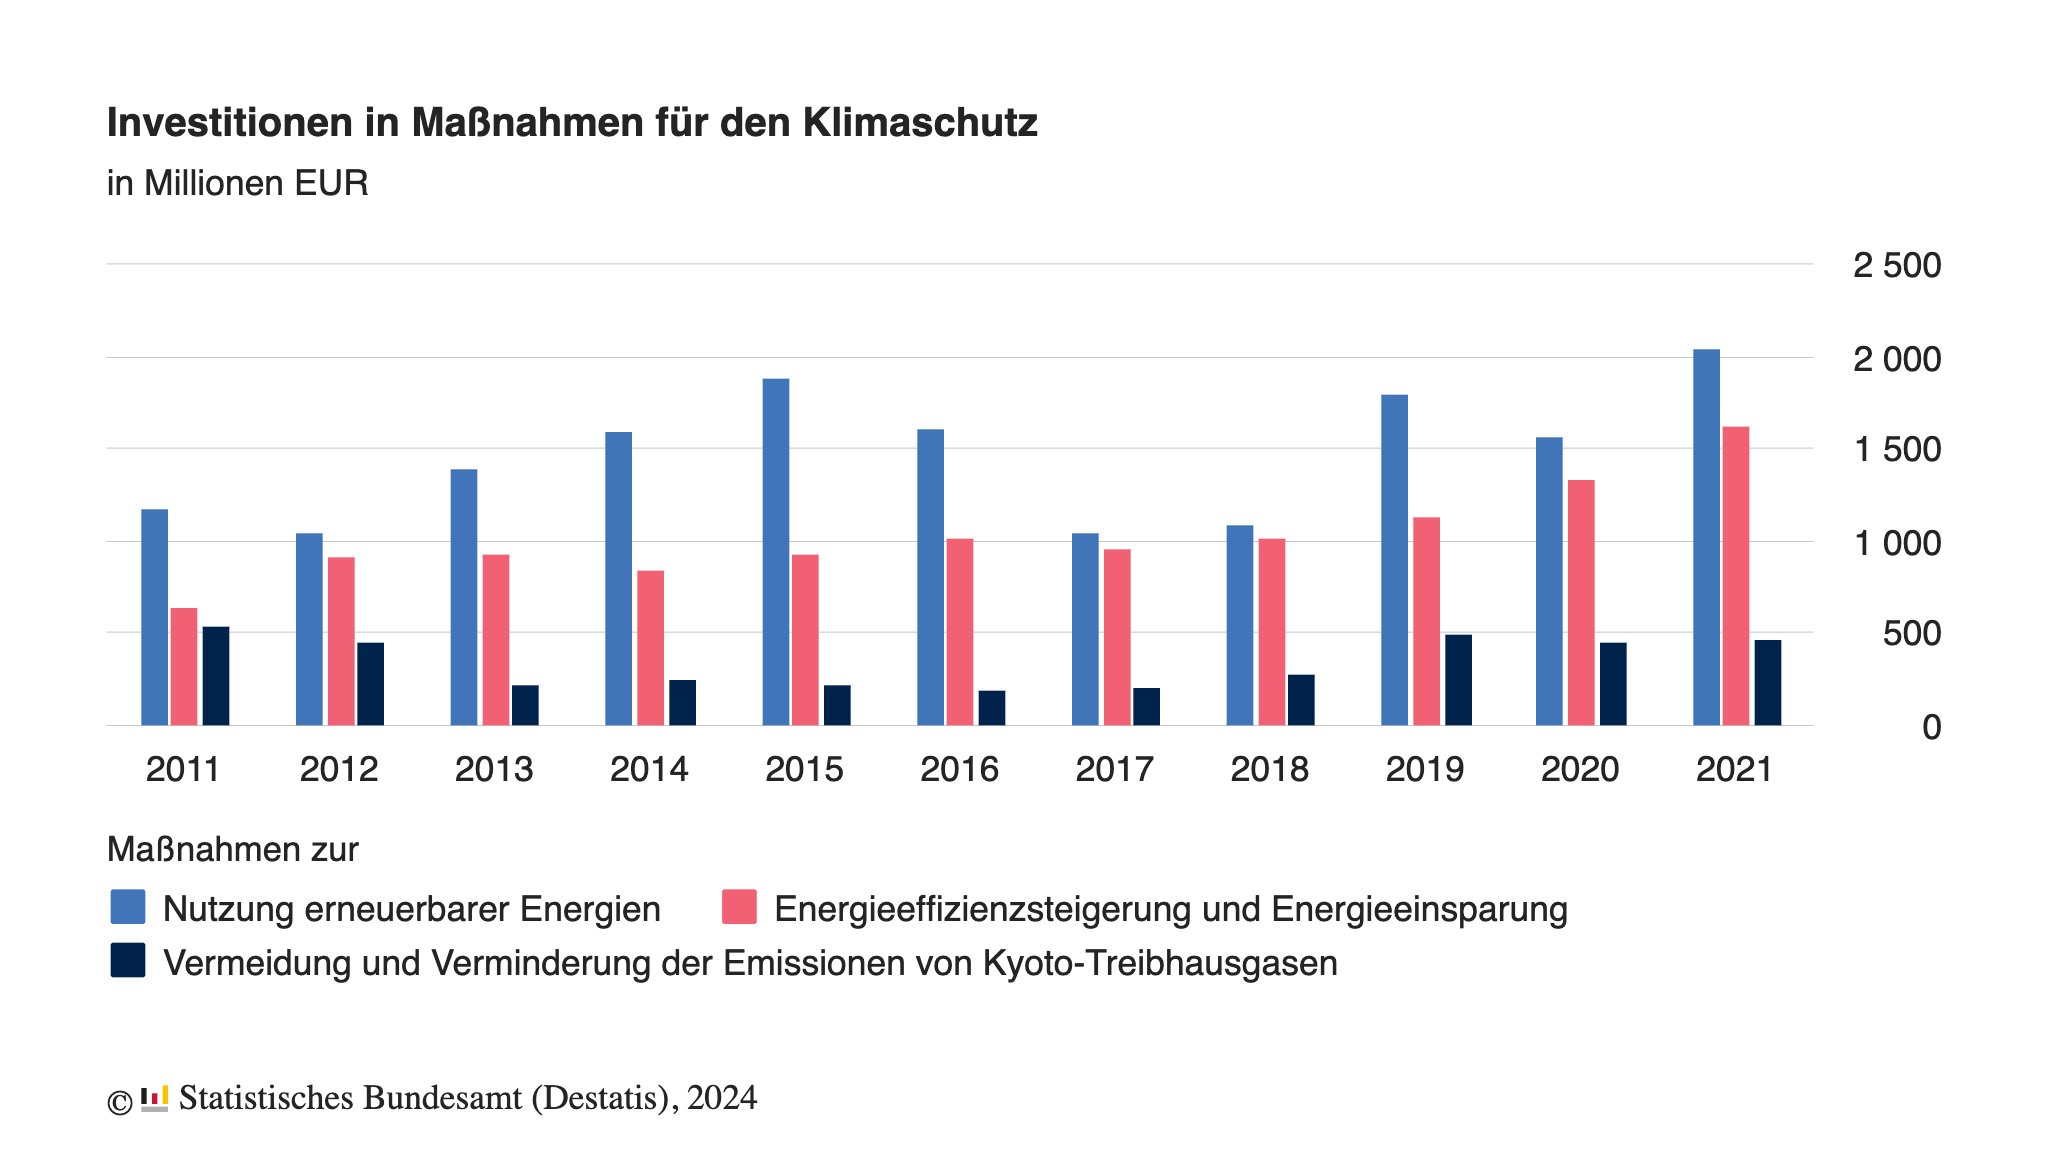 Investitionen in Maßnahmen für den Klimaschutz
in Millionen EUR
2 500
2 000
1 500
1 000
500
0
2011 2012 2013 2014 2015 2016 2017 2018 2019 2020 2021
Maßnahmen zur
Nutzung erneuerbarer Energien Energieeffizienzsteigerung und Energieeinsparung
Vermeidung und Verminderung der Emissionen von Kyoto-Treibhausgasen
© Statistisches Bundesamt (Destatis), 2024